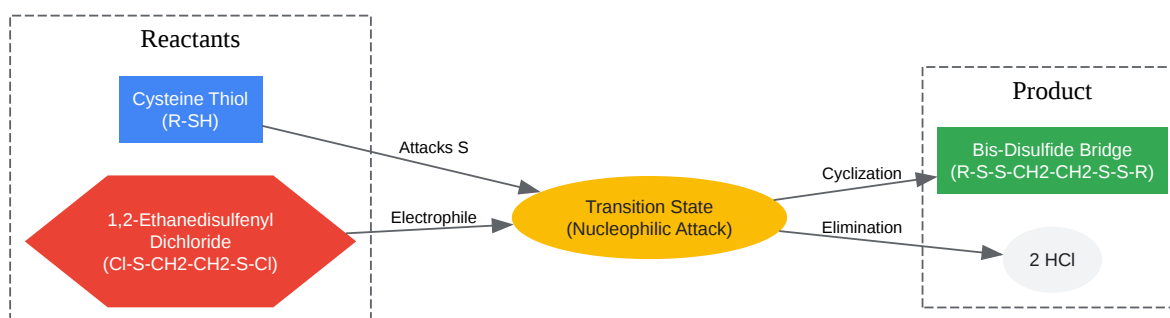 Reactants
Cysteine Thiol
(R-SH)
1,2-Ethanedisulfenyl
Dichloride
(Cl-S-CH2-CH2-S-Cl)
Attacks S
Electrophile
Transition State
(Nucleophilic Attack)
Cyclization
Elimination
Product
Bis-Disulfide Bridge
(R-S-S-CH2-CH2-S-S-R)
2 HCl